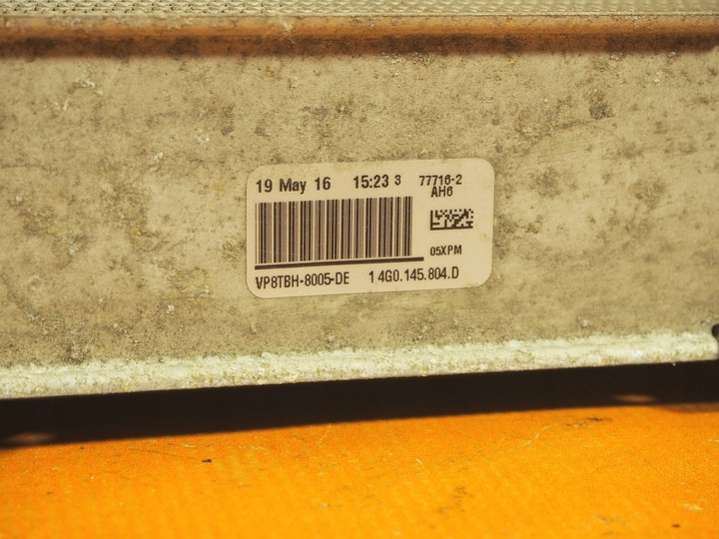 19 May 16 15:23 3 77716-2
AH6
05XPM
VP8TBH-8005-DE 1 4G0.145.804.D